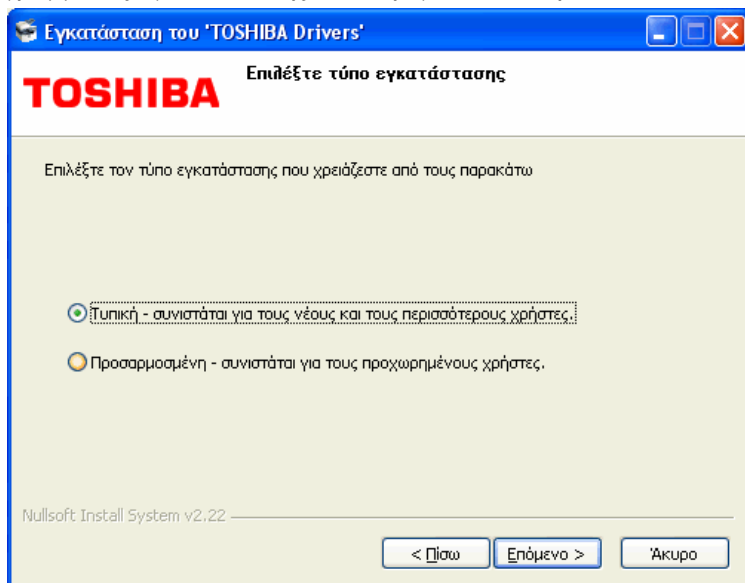 Εγκατάσταση του 'TOSHIBA Drivers'
TOSHIBA
Επιλέξτε τύπο εγκατάστασης
Επιλέξτε τον τύπο εγκατάστασης που χρειάζεστε από τους παρακάτω
Τυπική - συνιστάται για τους νέους και τους περισσότερους χρήστες.
Προσαρμοσμένη - συνιστάται για τους προχωρημένους χρήστες.
Nullsoft Install System v2.22
< Πίσω Επόμενο > Άκυρο